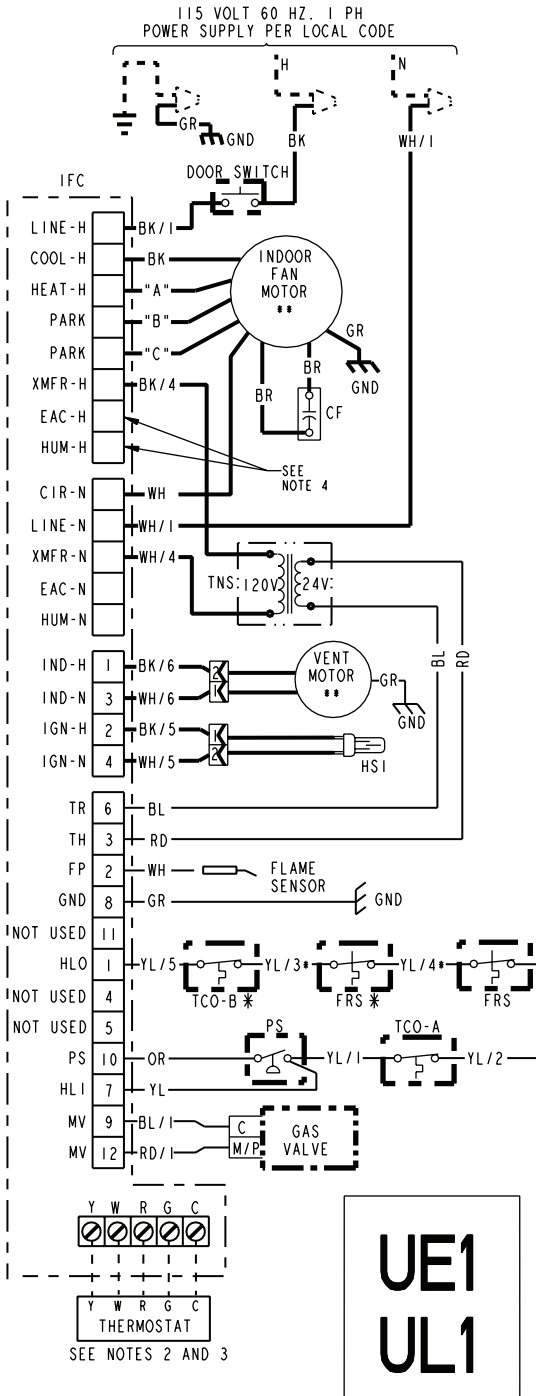 115 VOLT 60 HZ. 1 PH
POWER SUPPLY PER LOCAL CODE
H
N
GR
GND
BK
WH/1
DOOR SWITCH
IFC
LINE-H
BK/1
COOL-H
BK
HEAT-H
"A"
PARK
"B"
PARK
"C"
INDOOR
FAN
MOTOR
**
GR
GND
XMFR-H
BK/4
BR
BR
CF
EAC-H
HUM-H
SEE
NOTE 4
CIR-N
WH
LINE-N
WH/1
XMFR-N
WH/4
TNS
120V
24V
EAC-N
HUM-N
BL
RD
IND-H
1
BK/6
2
IND-N
3
WH/6
1
VENT
MOTOR
**
GR
GND
IGN-H
2
BK/5
1
IGN-N
4
WH/5
2
HSI
TR
6
BL
TH
3
RD
FP
2
WH
FLAME
SENSOR
GND
8
GR
GND
NOT USED
11
HLO
1
YL/5
YL/3*
YL/4*
TCO-B *
FRS *
FRS
NOT USED
4
NOT USED
5
PS
TCO-A
PS
10
OR
YL/1
YL/2
HLI
7
YL
MV
9
BL/1
C
MV
12
RD/1
M/P
GAS
VALVE
Y W R G C
Y W R G C
THERMOSTAT
SEE NOTES 2 AND 3
UE1
UL1